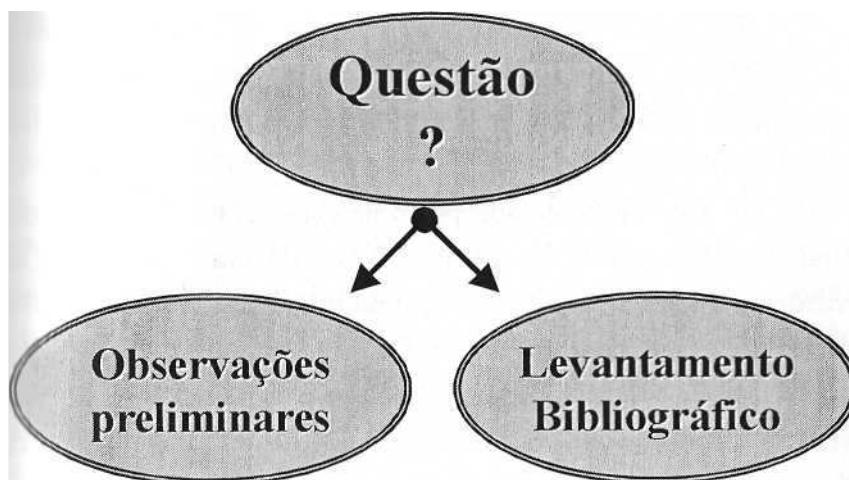 Questão
?
Observações
preliminares
Levantamento
Bibliográfico